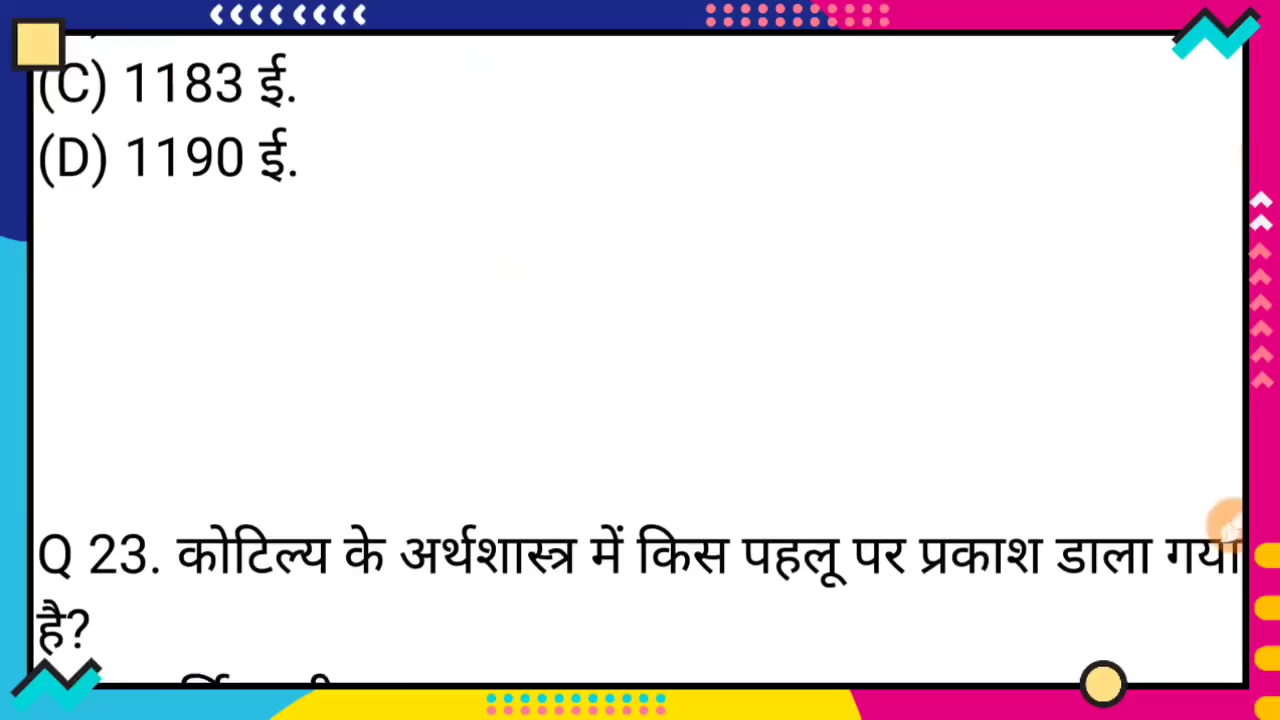 (C) 1183 ई.
(D) 1190 ई.
Q 23. कोटिल्य के अर्थशास्त्र में किस पहलू पर प्रकाश डाला गया
है?